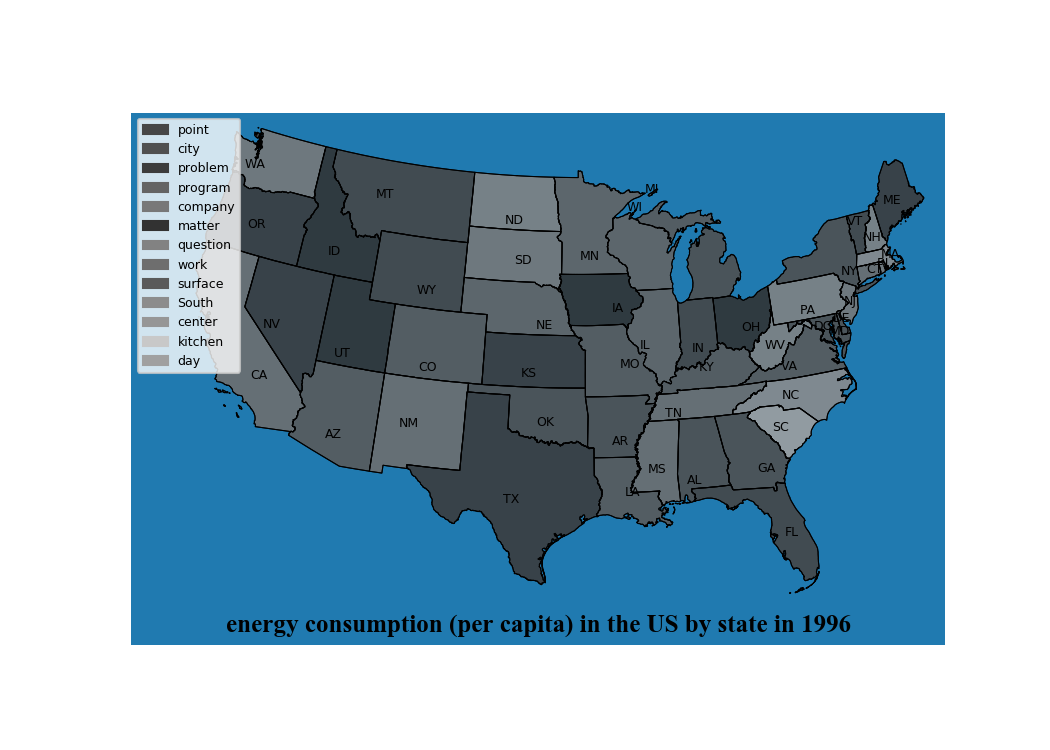 point
city
problem
program
company
matter
question
work
surface
South
center
kitchen
day
WA
OR
CA
NV
ID
MT
WY
UT
AZ
CO
NM
ND
SD
NE
KS
OK
TX
MN
IA
MO
AR
LA
WI
MI
MI
IL
IN
OH
KY
TN
MS
AL
GA
FL
SC
NC
VA
WV
PA
NY
VT
NH
ME
MA
RI
CT
NJ
DE
MD
DC
energy consumption (per capita) in the US by state in 1996